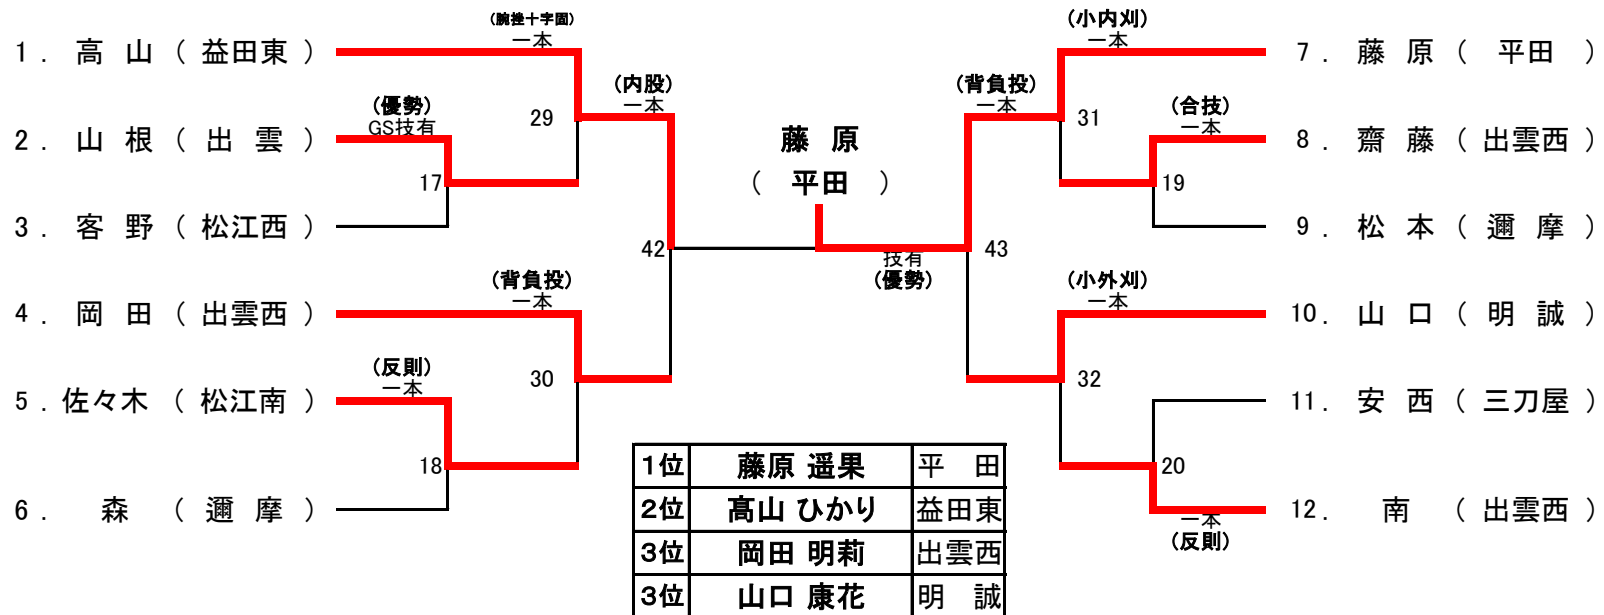 (腕挫十字固)
一本
(小内刈)
一本
1． 高 山 （ 益田東 ）
7． 藤 原 （ 平田 ）
(内股)
一本
(背負投)
一本
(優勢)
GS技有
29
31
(合技)
一本
2． 山 根 （ 出 雲 ）
藤 原
8． 齋 藤 （ 出雲西 ）
17
（ 平田 ）
19
3． 客 野 （ 松江西 ）
9． 松 本 （ 邇 摩 ）
42
43
技有
(優勢)
(背負投)
一本
(小外刈)
一本
4． 岡 田 （ 出雲西 ）
10． 山 口 （ 明 誠 ）
(反則)
一本
30
32
5．佐々木 （ 松江南 ）
11． 安 西 （ 三刀屋 ）
18
20
6． 森 （ 邇 摩 ）
12． 南 （ 出雲西 ）
一本
(反則)
1位 藤原 遥果 平 田
2位 髙山 ひかり 益田東
3位 岡田 明莉 出雲西
3位 山口 康花 明 誠